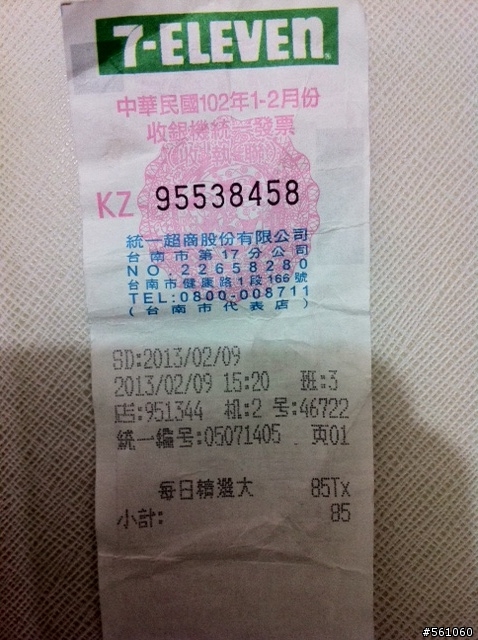 7-ELEVEN
中華民國102年1-2月份
收銀機統一發票
收執聯
KZ 95538458
統一超商股份有限公司
台南市第17分公司
NO.22658280
台南市健康路1段166號
TEL:0800-008711
(台南市代表店)
SD:2013/02/09
2013/02/09 15:20 班:3
店:951344 机:2 号:46722
統一編号:05071405 页01
每日精選大 85Tx
小計: 85
#561060